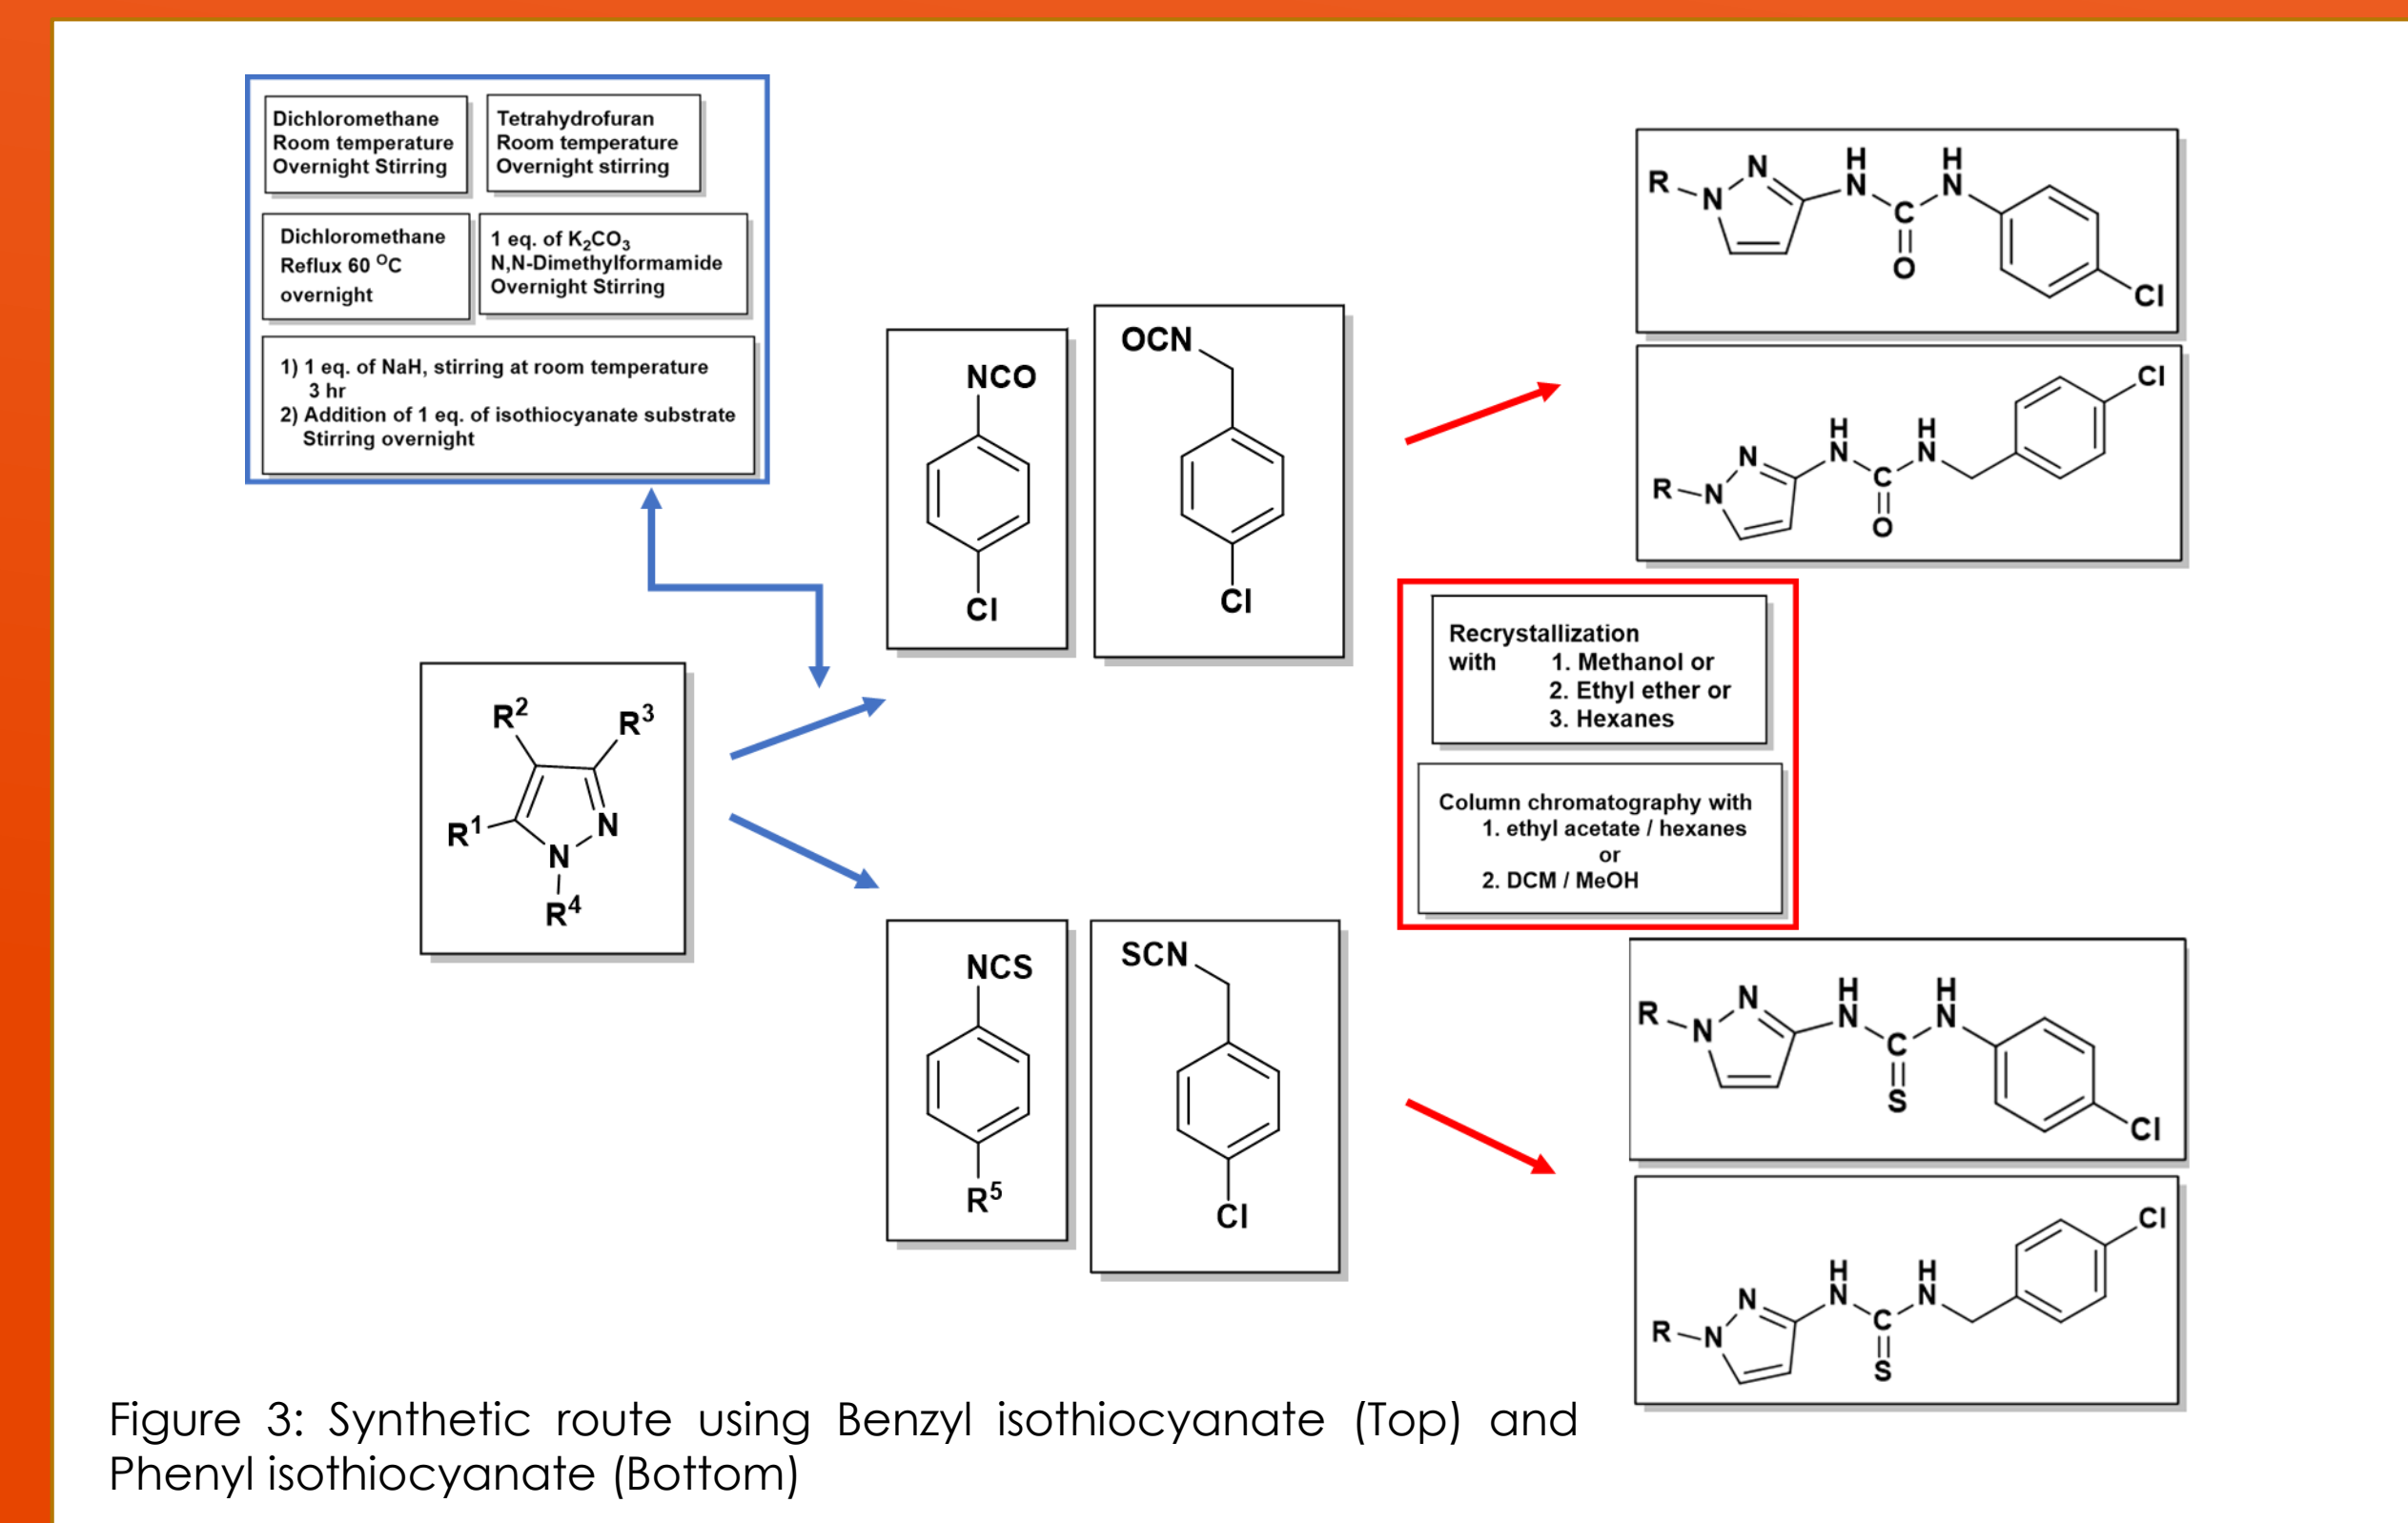 Dichloromethane
Room temperature
Overnight Stirring
Tetrahydrofuran
Room temperature
Overnight stirring
Dichloromethane
Reflux 60 ᴼC
overnight
1 eq. of K₂CO₃
N,N-Dimethylformamide
Overnight Stirring
1) 1 eq. of NaH, stirring at room temperature
3 hr
2) Addition of 1 eq. of isothiocyanate substrate
Stirring overnight
R²
R³
R¹
N
N
R⁴
NCO
Cl
OCN
Cl
NCS
R⁵
SCN
Cl
Recrystallization
with 1. Methanol or
2. Ethyl ether or
3. Hexanes
Column chromatography with
1. ethyl acetate / hexanes
or
2. DCM / MeOH
H H
R N N N N
C
O
Cl
Cl
H H
N N N
R N C
O
H H
R N N N N
C
S
Cl
Cl
H H
N N N
R N C
S
Figure 3: Synthetic route using Benzyl isothiocyanate (Top) and
Phenyl isothiocyanate (Bottom)